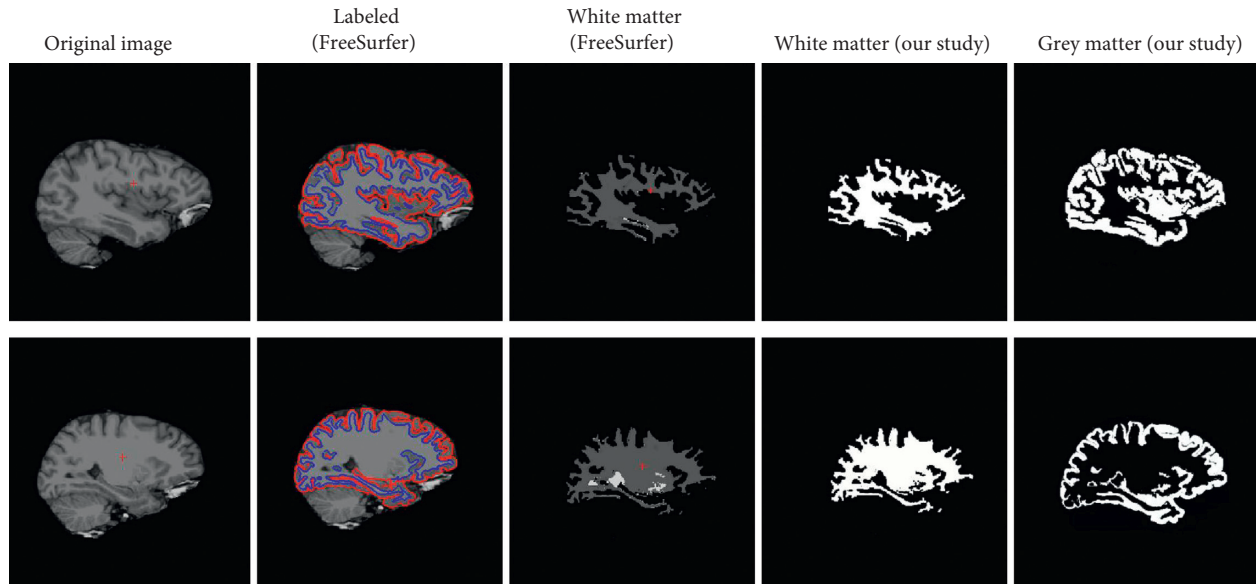 Original image
Labeled
(FreeSurfer)
White matter
(FreeSurfer)
White matter (our study)
Grey matter (our study)